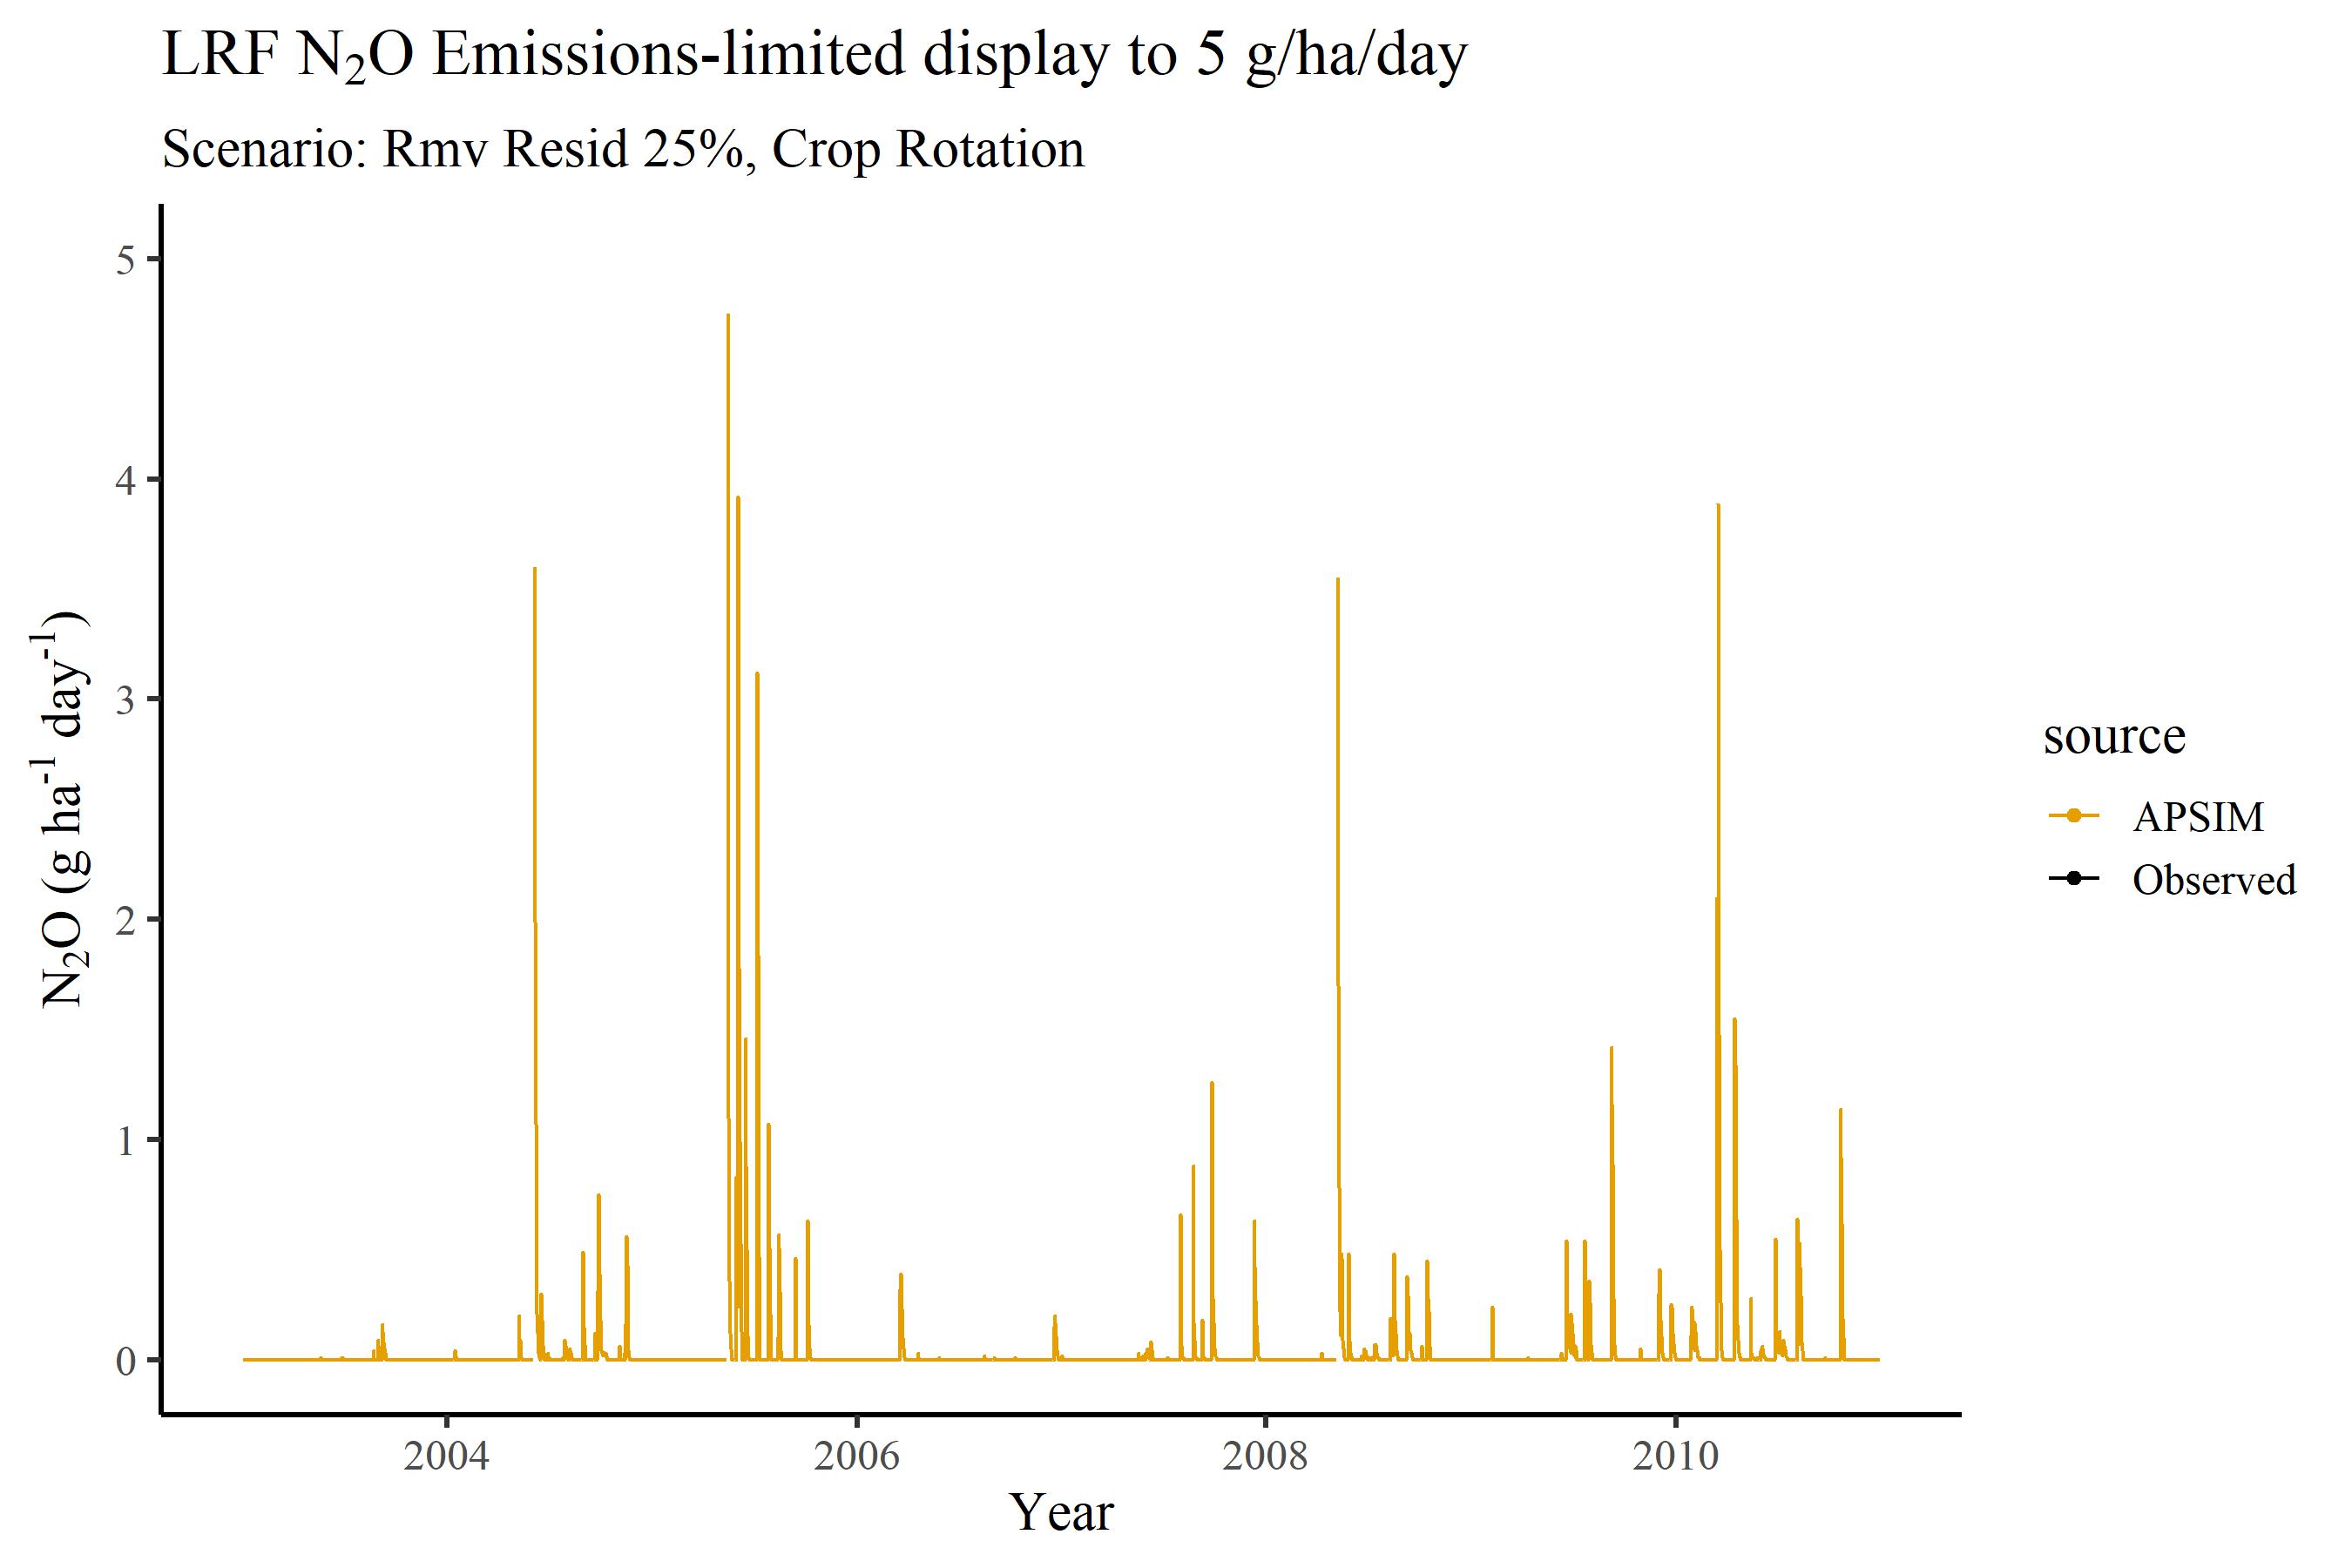 LRF N₂O Emissions-limited display to 5 g/ha/day
Scenario: Rmv Resid 25%, Crop Rotation
5
4
3
2
1
0
N₂O (g ha⁻¹ day⁻¹)
2004 2006 2008 2010
Year
source
APSIM
Observed